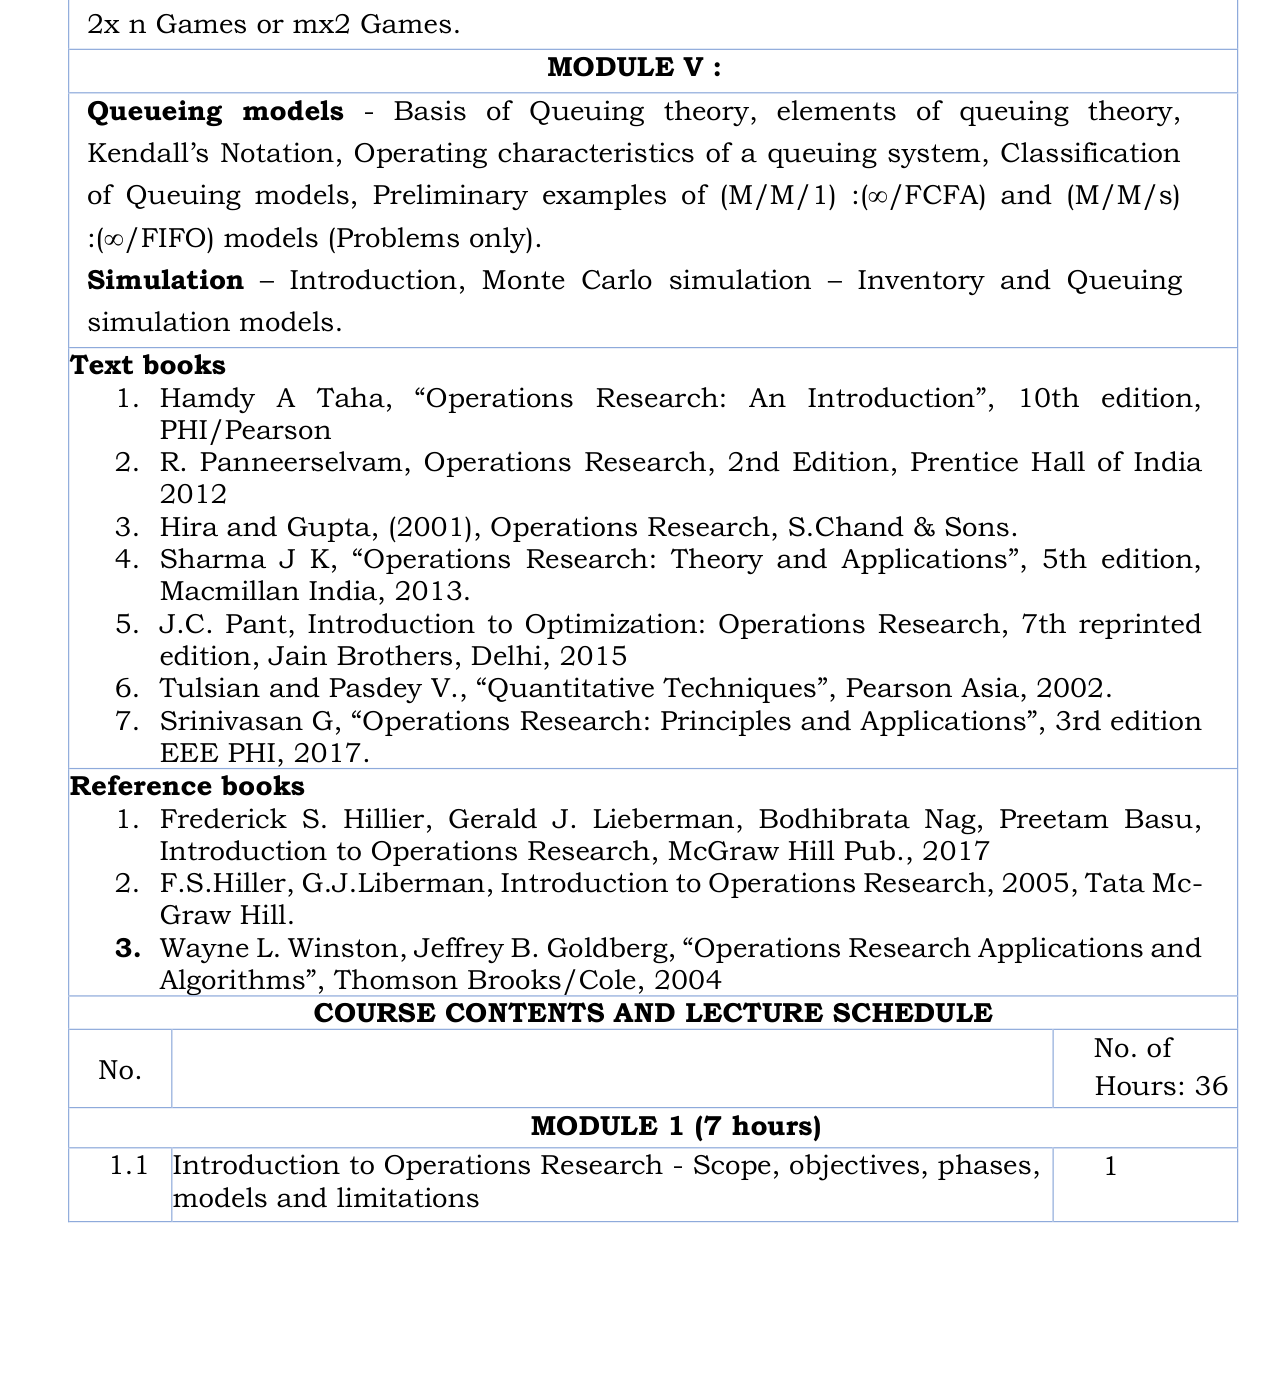 2x n Games or mx2 Games.
MODULE V :
Queueing models - Basis of Queuing theory, elements of queuing theory,
Kendall’s Notation, Operating characteristics of a queuing system, Classification
of Queuing models, Preliminary examples of (M/M/1) :(∞/FCFA) and (M/M/s)
:(∞/FIFO) models (Problems only).
Simulation – Introduction, Monte Carlo simulation – Inventory and Queuing
simulation models.
Text books
1. Hamdy A Taha, “Operations Research: An Introduction”, 10th edition,
PHI/Pearson
2. R. Panneerselvam, Operations Research, 2nd Edition, Prentice Hall of India
2012
3. Hira and Gupta, (2001), Operations Research, S.Chand & Sons.
4. Sharma J K, “Operations Research: Theory and Applications”, 5th edition,
Macmillan India, 2013.
5. J.C. Pant, Introduction to Optimization: Operations Research, 7th reprinted
edition, Jain Brothers, Delhi, 2015
6. Tulsian and Pasdey V., “Quantitative Techniques”, Pearson Asia, 2002.
7. Srinivasan G, “Operations Research: Principles and Applications”, 3rd edition
EEE PHI, 2017.
Reference books
1. Frederick S. Hillier, Gerald J. Lieberman, Bodhibrata Nag, Preetam Basu,
Introduction to Operations Research, McGraw Hill Pub., 2017
2. F.S.Hiller, G.J.Liberman, Introduction to Operations Research, 2005, Tata Mc-
Graw Hill.
3. Wayne L. Winston, Jeffrey B. Goldberg, “Operations Research Applications and
Algorithms”, Thomson Brooks/Cole, 2004
COURSE CONTENTS AND LECTURE SCHEDULE
No.
No. of
Hours: 36
MODULE 1 (7 hours)
1.1 Introduction to Operations Research - Scope, objectives, phases, 1
models and limitations